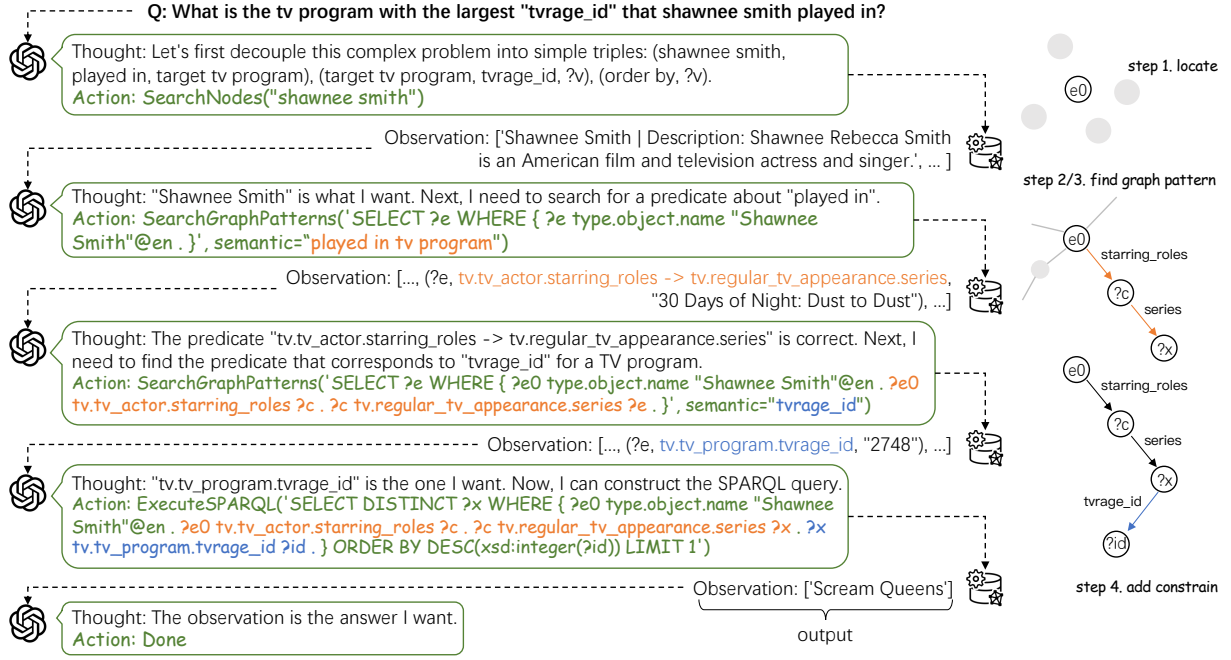 Q: What is the tv program with the largest "tvrage_id" that shawnee smith played in?
Thought: Let's first decouple this complex problem into simple triples: (shawnee smith,
played in, target tv program), (target tv program, tvrage_id, ?v), (order by, ?v).
Action: SearchNodes("shawnee smith")
step 1. locate
e0
Observation: ['Shawnee Smith | Description: Shawnee Rebecca Smith
is an American film and television actress and singer.', ... ]
Thought: "Shawnee Smith" is what I want. Next, I need to search for a predicate about "played in".
Action: SearchGraphPatterns('SELECT ?e WHERE { ?e type.object.name "Shawnee
Smith"@en . }', semantic="played in tv program")
step 2/3. find graph pattern
e0
starring_roles
?c
series
?x
Observation: [..., (?e, tv.tv_actor.starring_roles -> tv.regular_tv_appearance.series,
"30 Days of Night: Dust to Dust"), ...]
Thought: The predicate "tv.tv_actor.starring_roles -> tv.regular_tv_appearance.series" is correct. Next, I
need to find the predicate that corresponds to "tvrage_id" for a TV program.
Action: SearchGraphPatterns('SELECT ?e WHERE { ?e0 type.object.name "Shawnee Smith"@en . ?e0
tv.tv_actor.starring_roles ?c . ?c tv.regular_tv_appearance.series ?e . }', semantic="tvrage_id")
e0
starring_roles
?c
series
?x
tvrage_id
?id
Observation: [..., (?e, tv.tv_program.tvrage_id, "2748"), ...]
Thought: "tv.tv_program.tvrage_id" is the one I want. Now, I can construct the SPARQL query.
Action: ExecuteSPARQL('SELECT DISTINCT ?x WHERE { ?e0 type.object.name "Shawnee
Smith"@en . ?e0 tv.tv_actor.starring_roles ?c . ?c tv.regular_tv_appearance.series ?x . ?x
tv.tv_program.tvrage_id ?id . } ORDER BY DESC(xsd:integer(?id)) LIMIT 1')
step 4. add constrain
Observation: ['Scream Queens']
output
Thought: The observation is the answer I want.
Action: Done